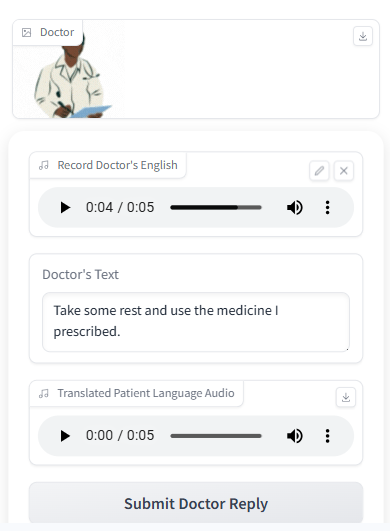 Doctor
Record Doctor's English
0:04 / 0:05
Doctor's Text
Take some rest and use the medicine I
prescribed.
Translated Patient Language Audio
0:00 / 0:05
Submit Doctor Reply